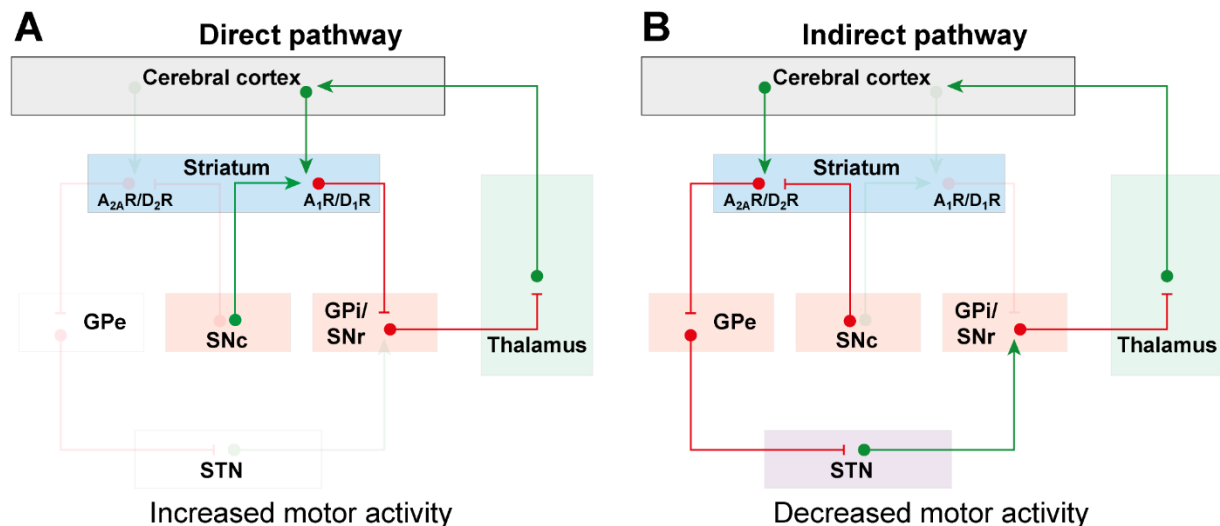 A
Direct pathway
Cerebral cortex
Striatum
A2AR/D2R
A1R/D1R
GPe
SNc
GPi/
SNr
Thalamus
STN
Increased motor activity
B
Indirect pathway
Cerebral cortex
Striatum
A2AR/D2R
A1R/D1R
GPe
SNc
GPi/
SNr
Thalamus
STN
Decreased motor activity